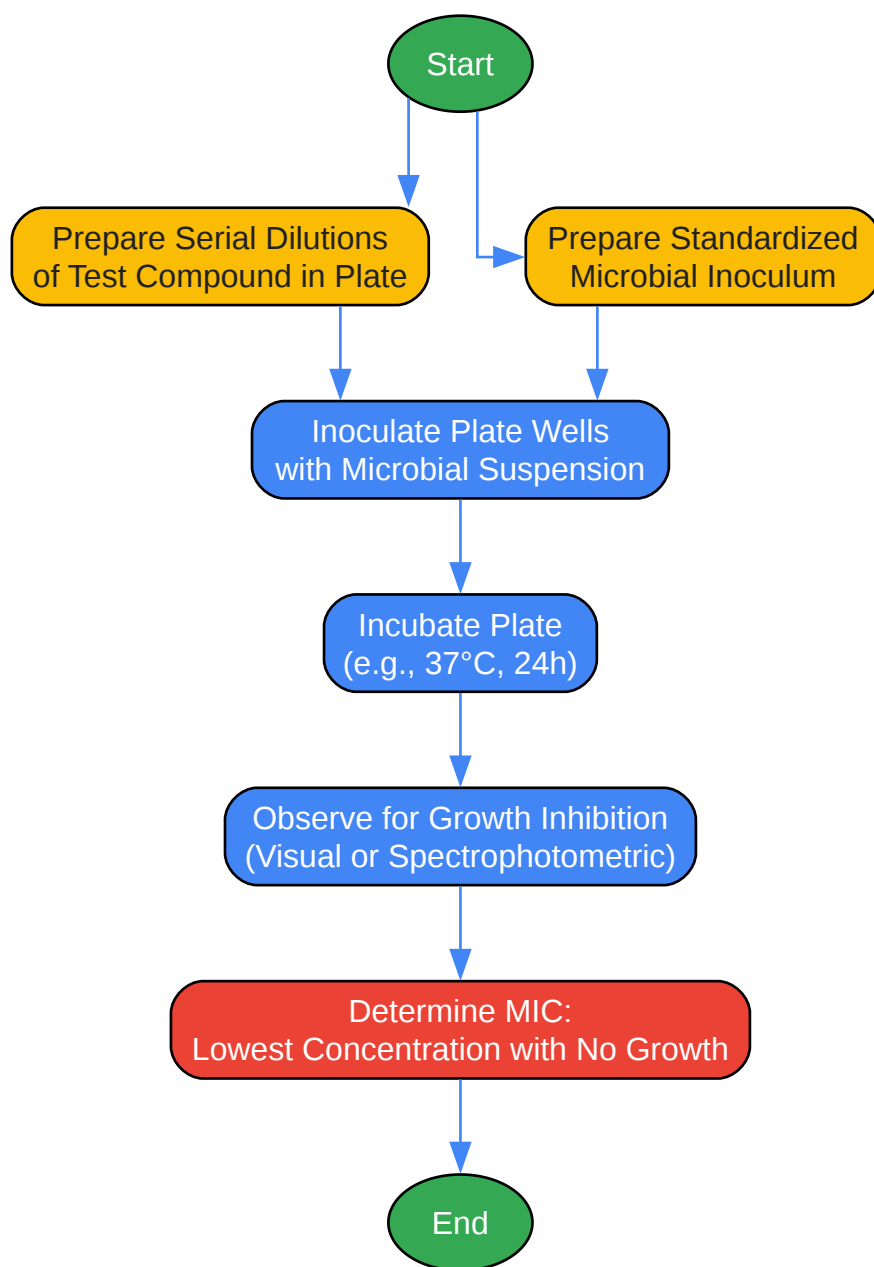 Start
Prepare Serial Dilutions
of Test Compound in Plate
Prepare Standardized
Microbial Inoculum
Inoculate Plate Wells
with Microbial Suspension
Incubate Plate
(e.g., 37°C, 24h)
Observe for Growth Inhibition
(Visual or Spectrophotometric)
Determine MIC:
Lowest Concentration with No Growth
End